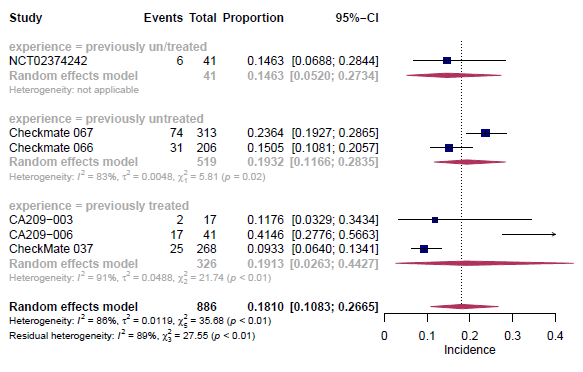 Study Events Total Proportion 95%−CI
experience = previously un/treated
NCT02374242 6 41 0.1463 [0.0688; 0.2844]
Random effects model 41 0.1463 [0.0520; 0.2734]
Heterogeneity: not applicable
experience = previously untreated
Checkmate 067 74 313 0.2364 [0.1927; 0.2865]
Checkmate 066 31 206 0.1505 [0.1081; 0.2057]
Random effects model 519 0.1932 [0.1166; 0.2835]
Heterogeneity: I² = 83%, τ² = 0.0048, χ²₁ = 5.81 (p = 0.02)
experience = previously treated
CA209−003 2 17 0.1176 [0.0329; 0.3434]
CA209−006 17 41 0.4146 [0.2776; 0.5663]
CheckMate 037 25 268 0.0933 [0.0640; 0.1341]
Random effects model 326 0.1913 [0.0263; 0.4427]
Heterogeneity: I² = 91%, τ² = 0.0488, χ²₂ = 21.74 (p < 0.01)
Random effects model 886 0.1810 [0.1083; 0.2665]
Heterogeneity: I² = 86%, τ² = 0.0119, χ²₅ = 35.68 (p < 0.01)
Residual heterogeneity: I² = 89%, χ²₃ = 27.55 (p < 0.01)
0 0.1 0.2 0.3 0.4
Incidence